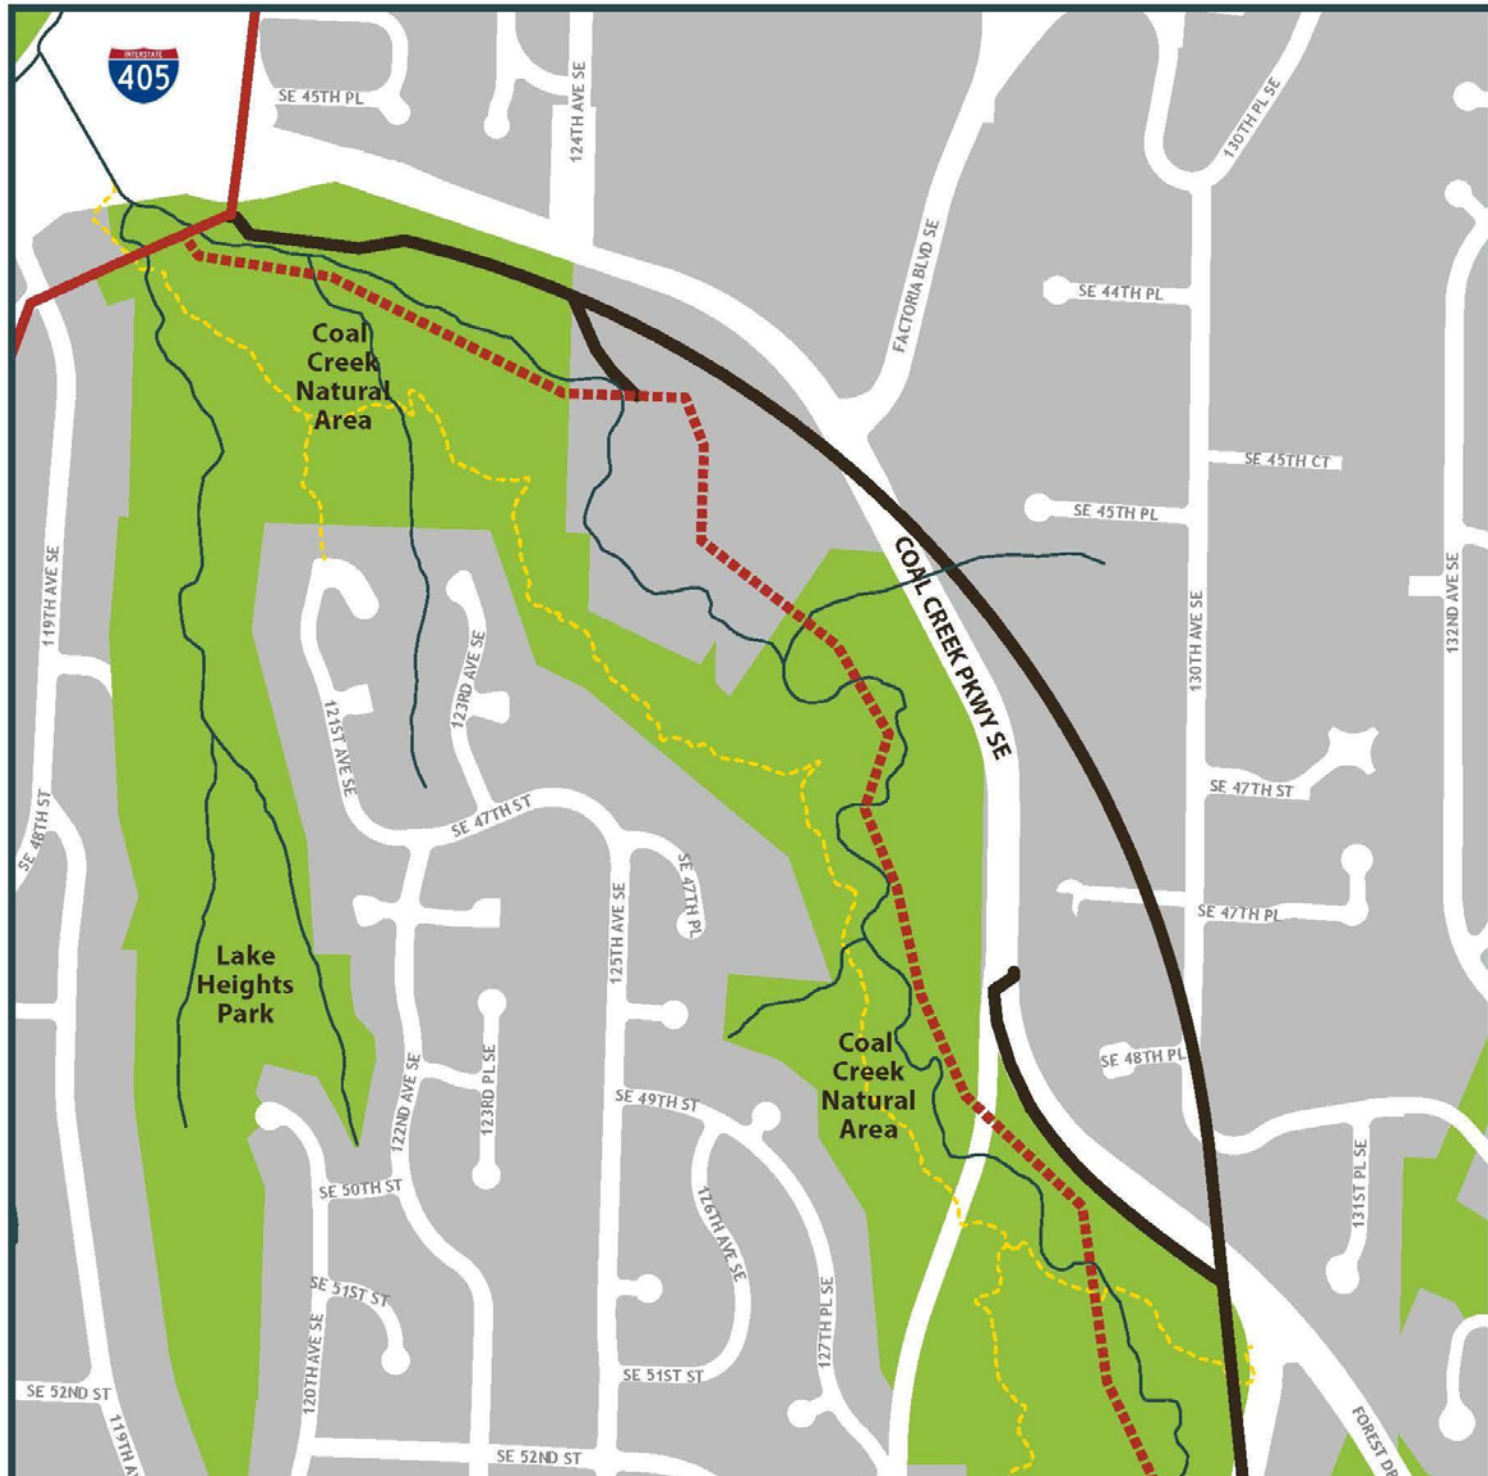 INTERSTATE
405
SE 45TH PL
124TH AVE SE
130TH PL SE
FACTORIA BLVD SE
SE 44TH PL
Coal
Creek
Natural
Area
SE 45TH CT
SE 45TH PL
119TH AVE SE
COAL CREEK PKWY SE
130TH AVE SE
132ND AVE SE
121ST AVE SE
123RD AVE SE
SE 47TH ST
SE 47TH ST
SE 48TH ST
SE 47TH PL
SE 47TH PL
125TH AVE SE
Lake
Heights
Park
Coal
Creek
Natural
Area
SE 48TH PL
122ND AVE SE
123RD PL SE
SE 49TH ST
SE 50TH ST
126TH AVE SE
131ST PL SE
SE 51ST ST
127TH PL SE
120TH AVE SE
SE 51ST ST
SE 52ND ST
119TH A
SE 52ND ST
FOREST DR